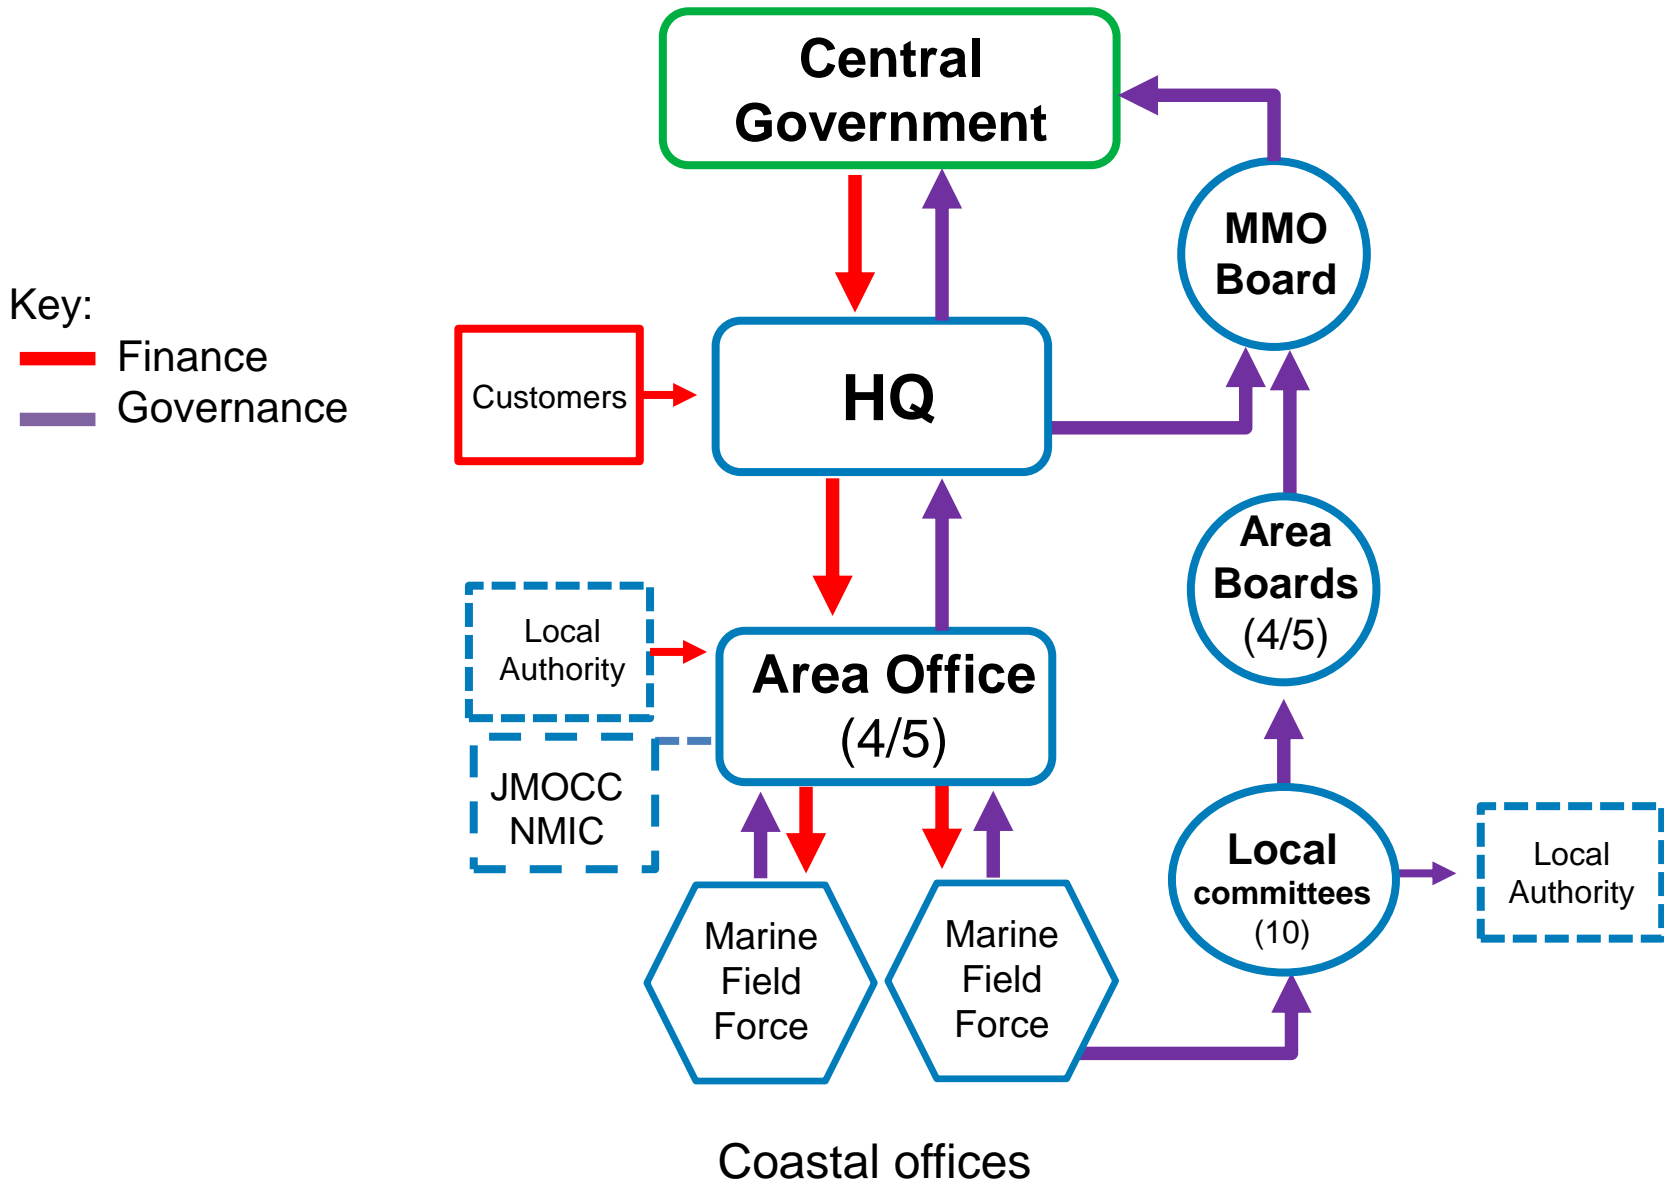 Central
Government
MMO
Board
Key:
Finance
Governance
Customers
HQ
Area
Boards
(4/5)
Local
Authority
Area Office
(4/5)
JMOCC
NMIC
Local
committees
(10)
Local
Authority
Marine
Field
Force
Marine
Field
Force
Coastal offices